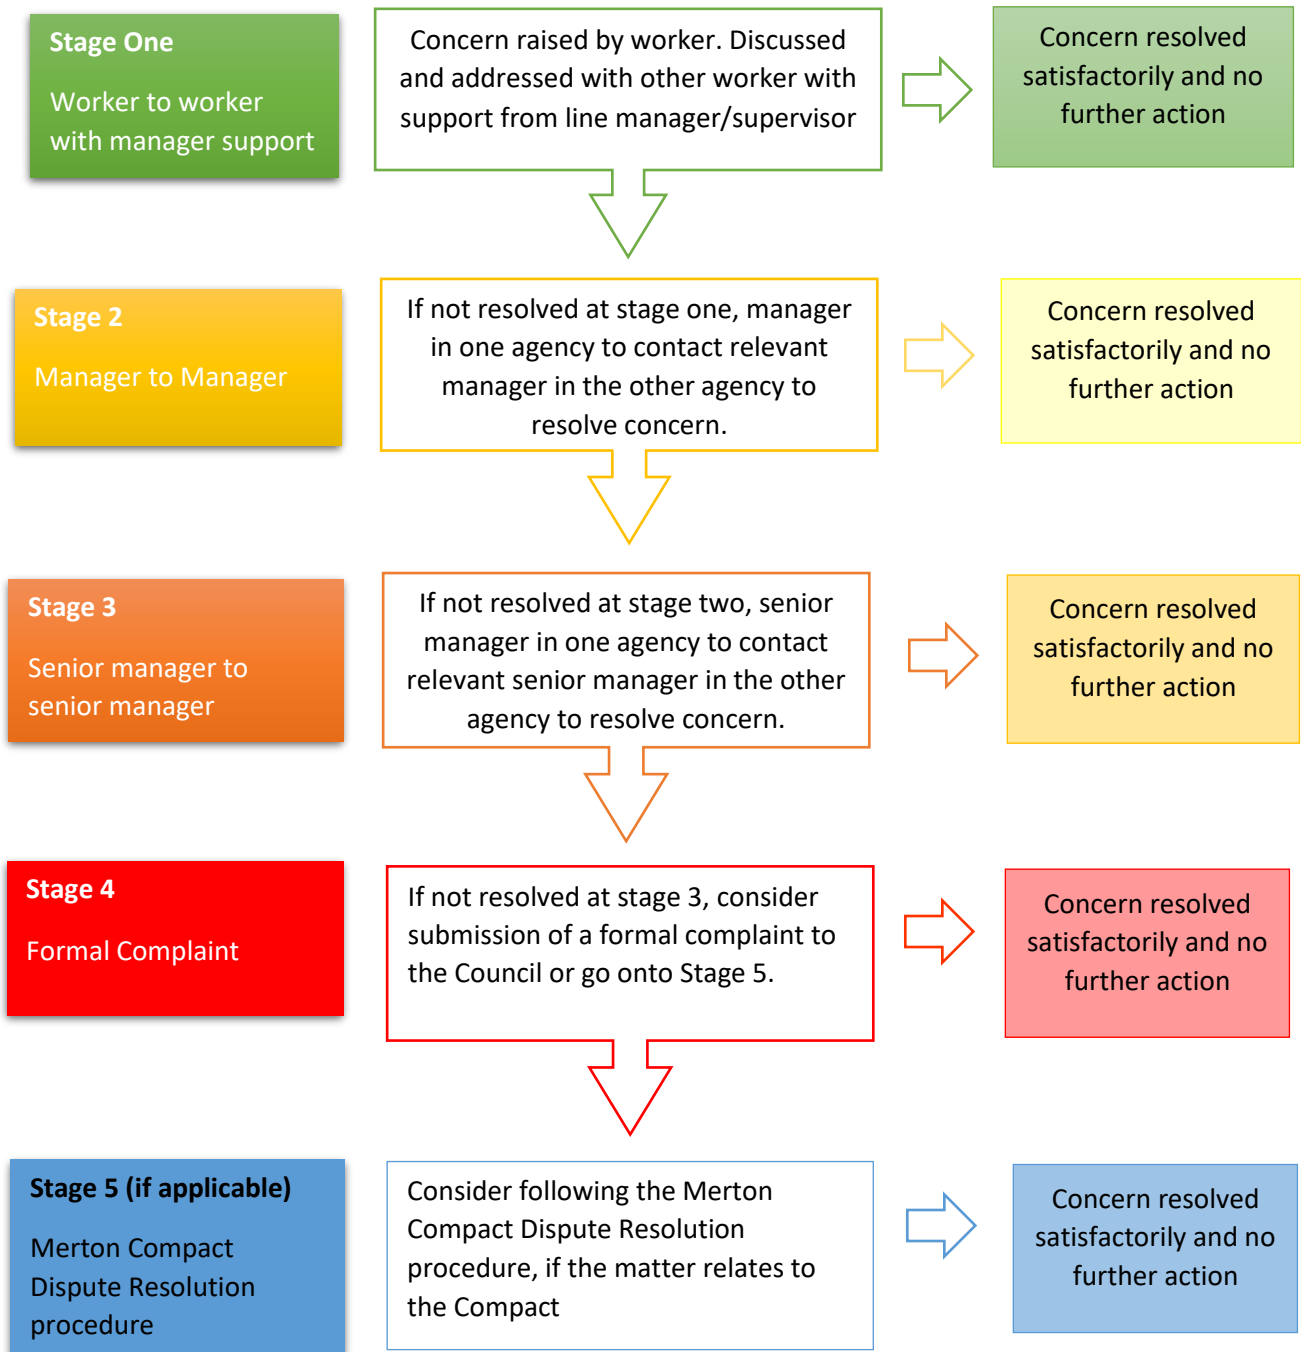 Stage One
Worker to worker
with manager support
Concern raised by worker. Discussed
and addressed with other worker with
support from line manager/supervisor
Concern resolved
satisfactorily and no
further action
Stage 2
Manager to Manager
If not resolved at stage one, manager
in one agency to contact relevant
manager in the other agency to
resolve concern.
Concern resolved
satisfactorily and no
further action
Stage 3
Senior manager to
senior manager
If not resolved at stage two, senior
manager in one agency to contact
relevant senior manager in the other
agency to resolve concern.
Concern resolved
satisfactorily and no
further action
Stage 4
Formal Complaint
If not resolved at stage 3, consider
submission of a formal complaint to
the Council or go onto Stage 5.
Concern resolved
satisfactorily and no
further action
Stage 5 (if applicable)
Merton Compact
Dispute Resolution
procedure
Consider following the Merton
Compact Dispute Resolution
procedure, if the matter relates to
the Compact
Concern resolved
satisfactorily and no
further action